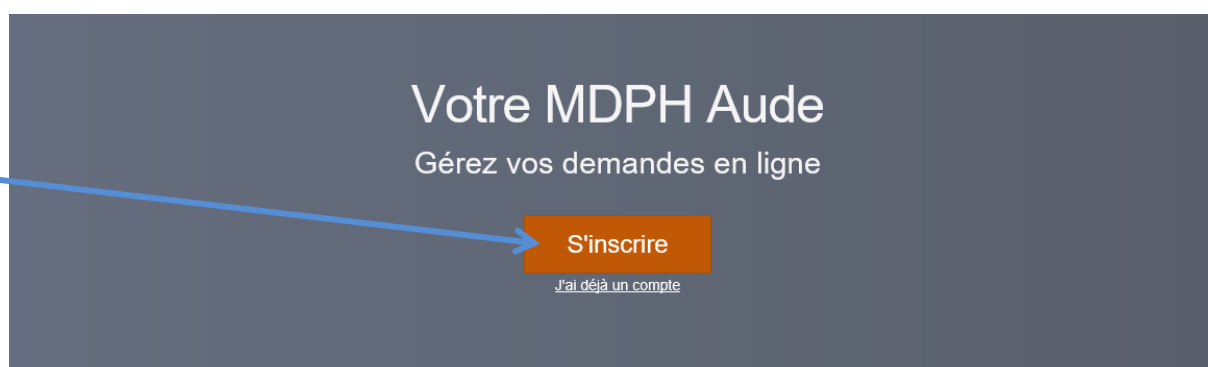 Votre MDPH Aude
Gérez vos demandes en ligne
S'inscrire
J'ai déjà un compte